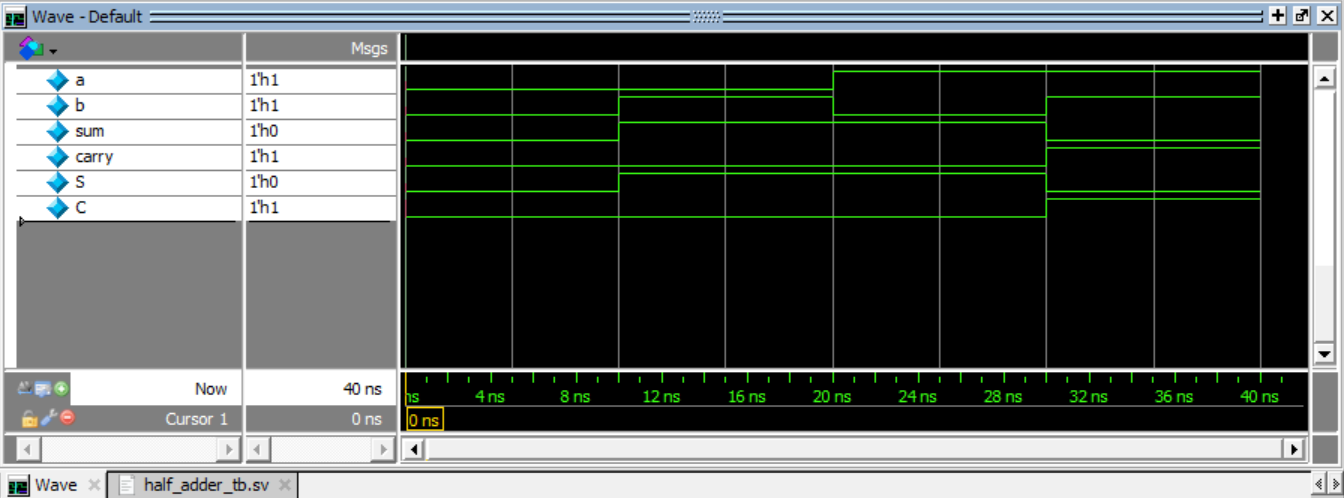 Wave - Default
Msgs
a 1'h1
b 1'h1
sum 1'h0
carry 1'h1
S 1'h0
C 1'h1
Now 40 ns
ns 4 ns 8 ns 12 ns 16 ns 20 ns 24 ns 28 ns 32 ns 36 ns 40 ns
Cursor 1 0 ns 0 ns
Wave half_adder_tb.sv